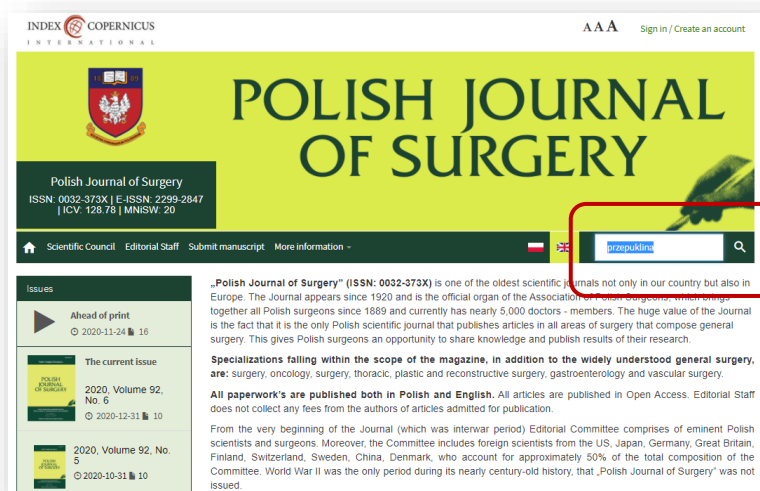 INDEX COPERNICUS
INTERNATIONAL
A A A Sign in / Create an account
POLISH JOURNAL
OF SURGERY
Polish Journal of Surgery
ISSN: 0032-373X | E-ISSN: 2299-2847
| ICV: 128.78 | MNiSW: 20
Scientific Council Editorial Staff Submit manuscript More information
przepuklina
Issues
Ahead of print
2020-11-24 16
The current issue
POLISH
JOURNAL
OF SURGERY
2020, Volume 92,
No. 6
2020-12-31 10
2020, Volume 92, No.
5
2020-10-31 10
„Polish Journal of Surgery” (ISSN: 0032-373X) is one of the oldest scientific journals not only in our country but also in
Europe. The Journal appears since 1920 and is the official organ of the Association of Polish Surgeons, which brings
together all Polish surgeons since 1889 and currently has nearly 5,000 doctors - members. The huge value of the Journal
is the fact that it is the only Polish scientific journal that publishes articles in all areas of surgery that compose general
surgery. This gives Polish surgeons an opportunity to share knowledge and publish results of their research.
Specializations falling within the scope of the magazine, in addition to the widely understood general surgery,
are: surgery, oncology, surgery, thoracic, plastic and reconstructive surgery, gastroenterology and vascular surgery.
All paperwork's are published both in Polish and English. All articles are published in Open Access. Editorial Staff
does not collect any fees from the authors of articles admitted for publication.
From the very beginning of the Journal (which was interwar period) Editorial Committee comprises of eminent Polish
scientists and surgeons. Moreover, the Committee includes foreign scientists from the US, Japan, Germany, Great Britain,
Finland, Switzerland, Sweden, China, Denmark, who account for approximately 50% of the total composition of the
Committee. World War II was the only period during its nearly century-old history, that „Polish Journal of Surgery” was not
issued.